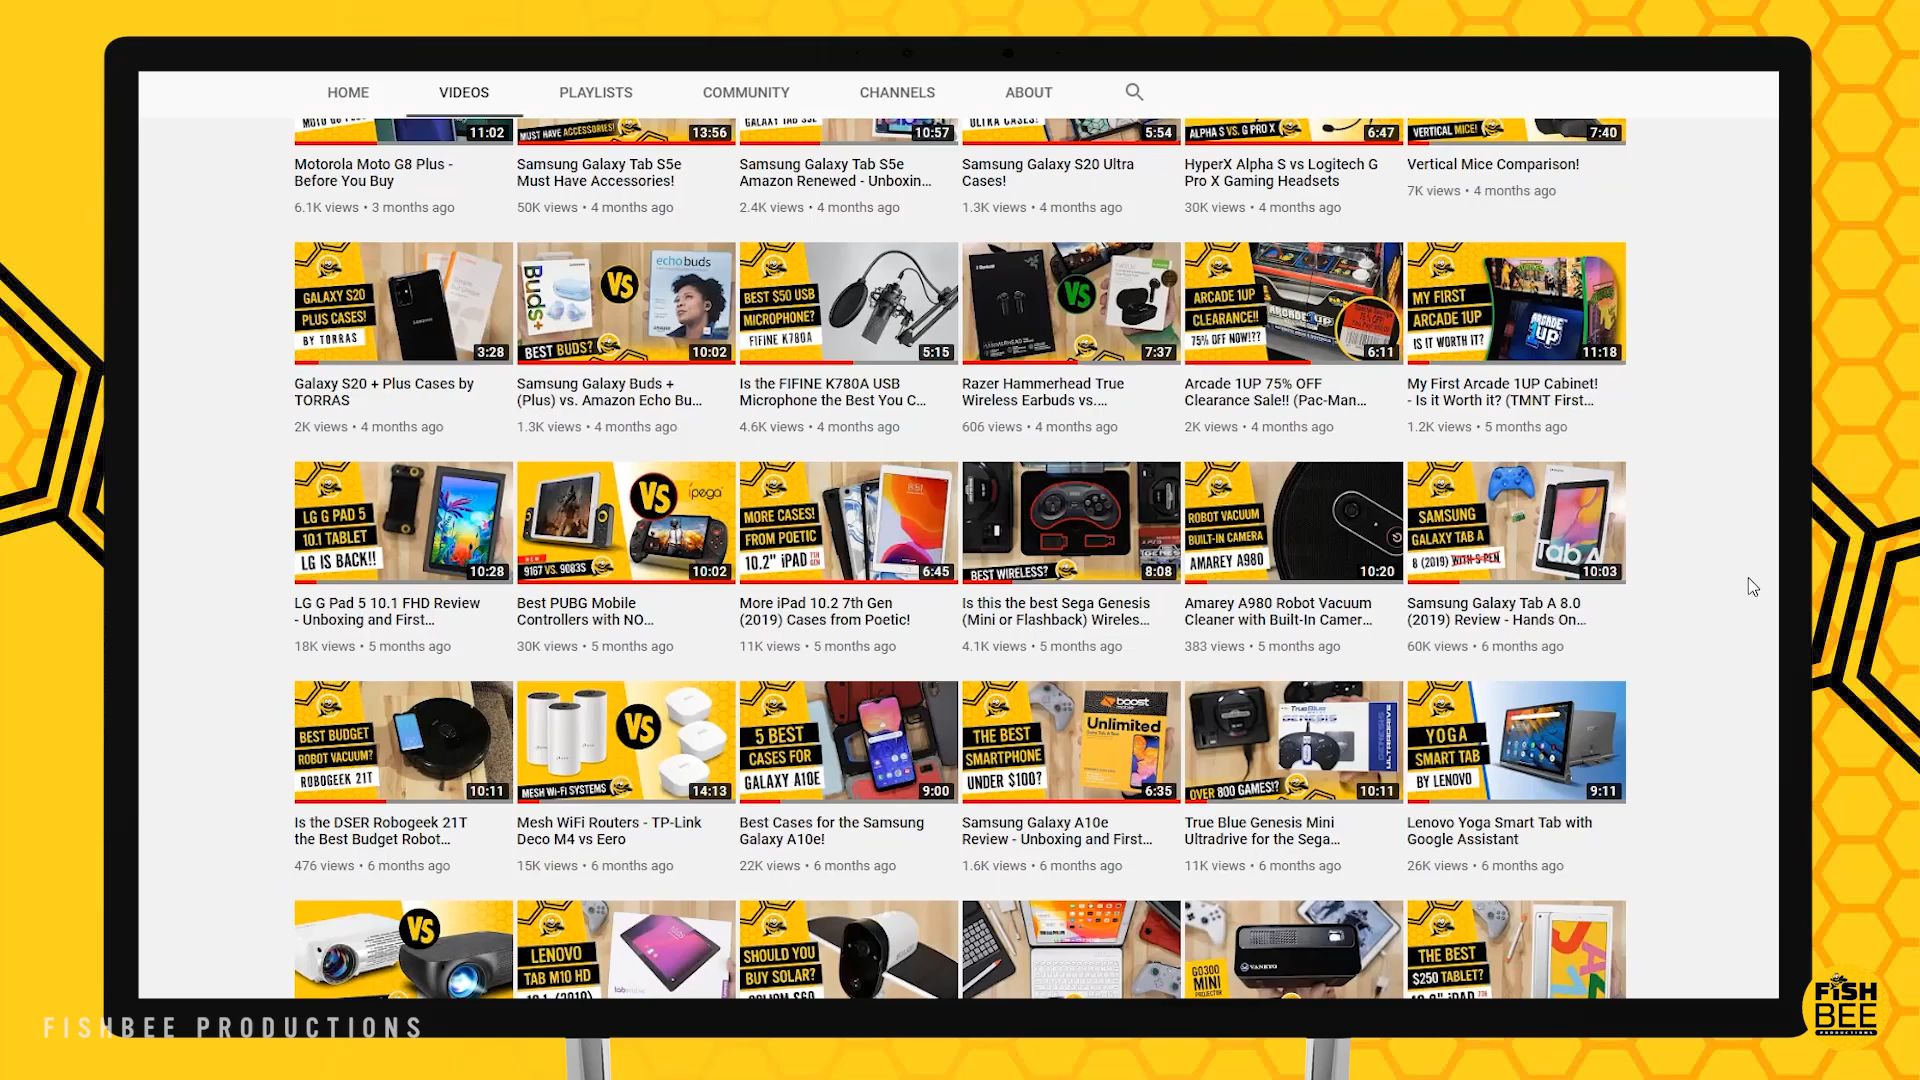 HOME VIDEOS PLAYLISTS COMMUNITY CHANNELS ABOUT
11:02
MUST HAVE ACCESSORIES!
13:56
10:57
ULTRA CASES!
5:54
ALPHA S VS. G PRO X
6:47
VERTICAL MICE!
7:40
Motorola Moto G8 Plus -
Before You Buy
6.1K views • 3 months ago
Samsung Galaxy Tab S5e
Must Have Accessories!
50K views • 4 months ago
Samsung Galaxy Tab S5e
Amazon Renewed - Unboxin...
2.4K views • 4 months ago
Samsung Galaxy S20 Ultra
Cases!
1.3K views • 4 months ago
HyperX Alpha S vs Logitech G
Pro X Gaming Headsets
30K views • 4 months ago
Vertical Mice Comparison!
7K views • 4 months ago
GALAXY S20
PLUS CASES!
BY TORRAS
3:28
Galaxy S20 + Plus Cases by
TORRAS
2K views • 4 months ago
Buds+
VS
echo buds
BEST BUDS?
10:02
Samsung Galaxy Buds +
(Plus) vs. Amazon Echo Bu...
1.3K views • 4 months ago
BEST $50 USB
MICROPHONE?
FIFINE K780A
5:15
Is the FIFINE K780A USB
Microphone the Best You C...
4.6K views • 4 months ago
VS
7:37
Razer Hammerhead True
Wireless Earbuds vs....
606 views • 4 months ago
ARCADE 1UP
CLEARANCE!!
75% OFF NOW!??
ARCADE1UP
6:11
Arcade 1UP 75% OFF
Clearance Sale!! (Pac-Man...
2K views • 4 months ago
MY FIRST
ARCADE 1UP
IS IT WORTH IT?
ARCADE
1UP
11:18
My First Arcade 1UP Cabinet!
- Is it Worth it? (TMNT First...
1.2K views • 5 months ago
LG G PAD 5
10.1 TABLET
LG IS BACK!!
10:28
LG G Pad 5 10.1 FHD Review
- Unboxing and First...
18K views • 5 months ago
VS
ipega
NEW
9167 VS. 9083S
10:02
Best PUBG Mobile
Controllers with NO...
30K views • 5 months ago
MORE CASES!
FROM POETIC
10.2" iPAD 7TH GEN
6:45
More iPad 10.2 7th Gen
(2019) Cases from Poetic!
11K views • 5 months ago
BEST WIRELESS?
8:08
Is this the best Sega Genesis
(Mini or Flashback) Wireles...
4.1K views • 5 months ago
ROBOT VACUUM
BUILT-IN CAMERA
AMAREY A980
10:20
Amarey A980 Robot Vacuum
Cleaner with Built-In Camer...
383 views • 5 months ago
SAMSUNG
GALAXY TAB A
8 (2019) WITH S PEN
Tab A
10:03
Samsung Galaxy Tab A 8.0
(2019) Review - Hands On...
60K views • 6 months ago
BEST BUDGET
ROBOT VACUUM?
ROBOGEEK 21T
10:11
Is the DSER Robogeek 21T
the Best Budget Robot...
476 views • 6 months ago
VS
MESH Wi-Fi SYSTEMS
14:13
Mesh WiFi Routers - TP-Link
Deco M4 vs Eero
15K views • 6 months ago
5 BEST
CASES FOR
GALAXY A10E
9:00
Best Cases for the Samsung
Galaxy A10e!
22K views • 6 months ago
THE BEST
SMARTPHONE
UNDER $100?
boost
Unlimited
6:35
Samsung Galaxy A10e
Review - Unboxing and First...
1.6K views • 6 months ago
True Blue
GENESIS
ULTRADRIVE
OVER 800 GAMES!?
10:11
True Blue Genesis Mini
Ultradrive for the Sega...
11K views • 6 months ago
YOGA
SMART TAB
BY LENOVO
9:11
Lenovo Yoga Smart Tab with
Google Assistant
26K views • 6 months ago
VS
LENOVO
TAB M10 HD
SHOULD YOU
BUY SOLAR?
GO300
MINI
PROJECTOR
VANKYO
THE BEST
$250 TABLET?
FISHBEE PRODUCTIONS
FiSH
BEE
PRODUCTIONS